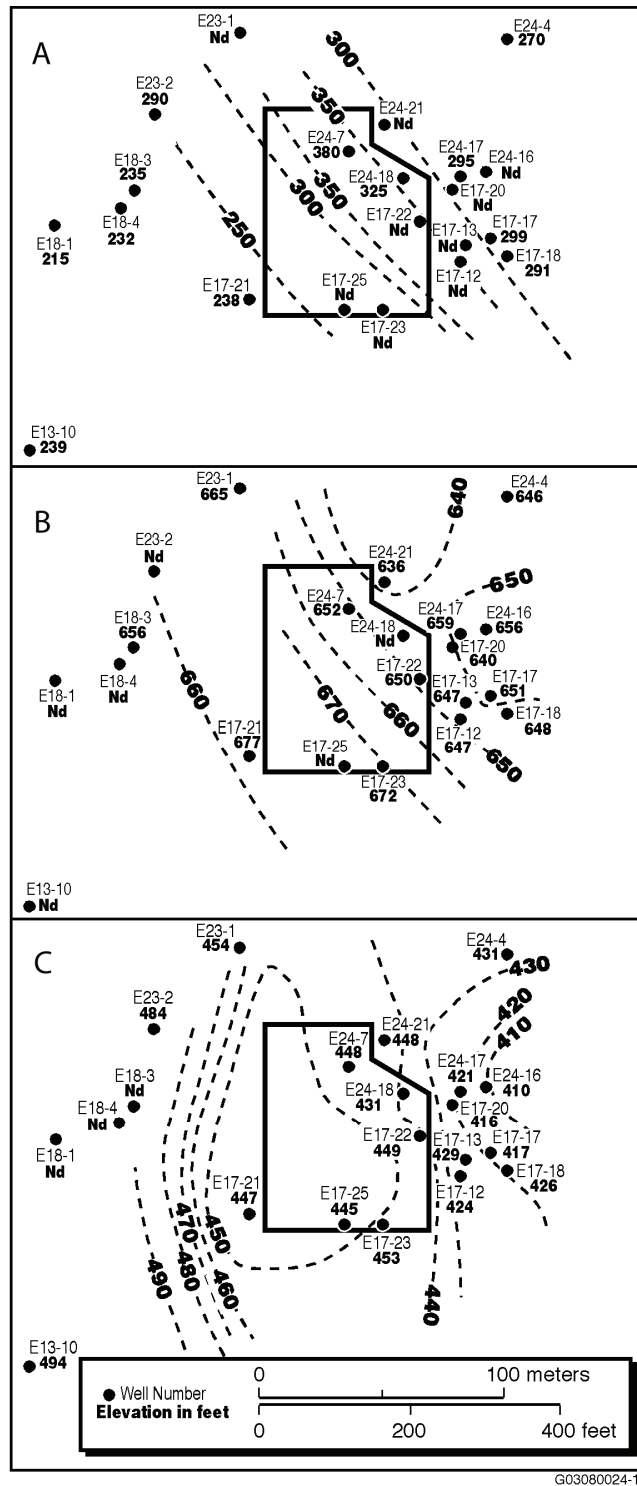 A
E23-1
Nd
E24-4
270
300
E23-2
290
350
E24-21
Nd
E24-7
380
E18-3
235
E24-18
325
E24-17
295
E24-16
Nd
E17-20
Nd
E18-4
232
300
350
E18-1
215
250
E17-22
Nd
E17-13
Nd
E17-17
299
E17-12
Nd
E17-18
291
E17-21
238
E17-25
Nd
E17-23
Nd
E13-10
239
B
E23-1
665
640
E24-4
646
E23-2
Nd
E24-21
636
650
E24-7
652
E18-3
656
E24-18
Nd
E24-17
659
E24-16
656
E17-20
640
E18-4
Nd
E18-1
Nd
660
E17-22
650
670
660
E17-13
647
E17-17
651
E17-12
647
E17-18
648
E17-21
677
650
E17-25
Nd
E17-23
672
E13-10
Nd
C
E23-1
454
E24-4
431
430
E23-2
484
420
410
E24-21
448
E24-7
448
E18-3
Nd
E24-18
431
E24-17
421
E24-16
410
E17-20
416
E18-4
Nd
E18-1
Nd
E17-22
449
E17-13
429
E17-17
417
E17-12
424
E17-18
426
E17-21
447
E17-25
445
E17-23
453
490
480
470
460
450
440
E13-10
494
Well Number
Elevation in feet
0 100 meters
0 200 400 feet
G03080024-1